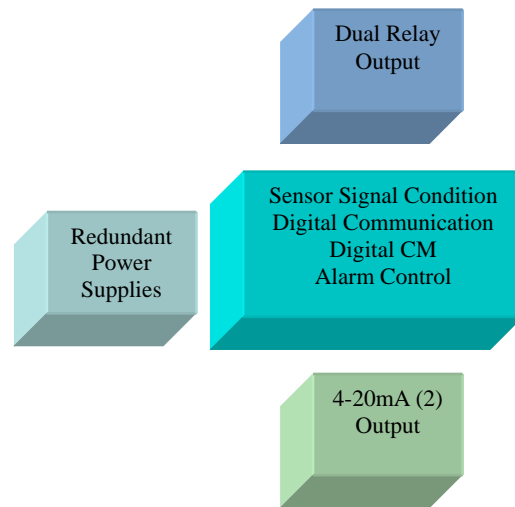 Dual Relay
Output
Sensor Signal Condition
Digital Communication
Digital CM
Alarm Control
Redundant
Power
Supplies
4-20mA (2)
Output